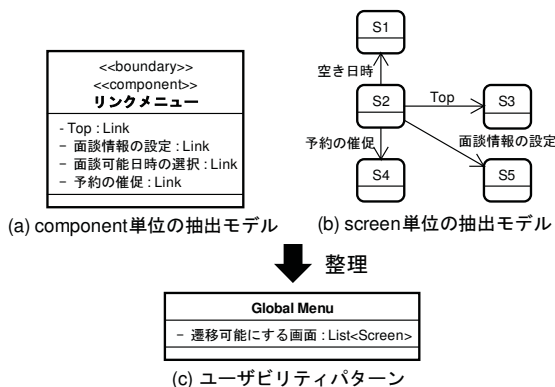 <<boundary>>
<<component>>
リンクメニュー
- Top : Link
- 面談情報の設定 : Link
- 面談可能日時の選択 : Link
- 予約の催促 : Link
(a) component単位の抽出モデル
S1
空き日時
S2
Top
S3
予約の催促
面談情報の設定
S4
S5
(b) screen単位の抽出モデル
整理
Global Menu
- 遷移可能にする画面 : List<Screen>
(c) ユーザビリティパターン